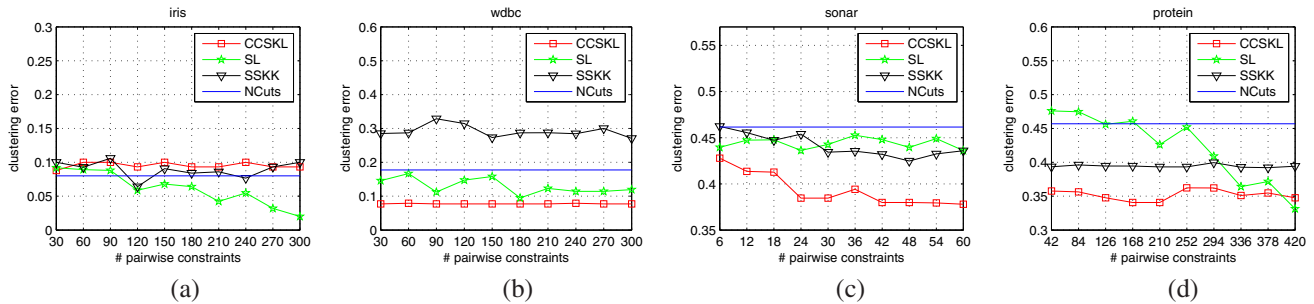 iris
0.3
0.25
0.2
0.15
0.1
0.05
0
clustering error
CCSKL
SL
SSKK
NCuts
30 60 90 120 150 180 210 240 270 300
# pairwise constraints
(a)
wdbc
0.6
0.5
0.4
0.3
0.2
0.1
0
clustering error
CCSKL
SL
SSKK
NCuts
30 60 90 120 150 180 210 240 270 300
# pairwise constraints
(b)
sonar
0.55
0.5
0.45
0.4
0.35
clustering error
CCSKL
SL
SSKK
NCuts
6 12 18 24 30 36 42 48 54 60
# pairwise constraints
(c)
protein
0.6
0.55
0.5
0.45
0.4
0.35
0.3
clustering error
CCSKL
SL
SSKK
NCuts
42 84 126 168 210 252 294 336 378 420
# pairwise constraints
(d)